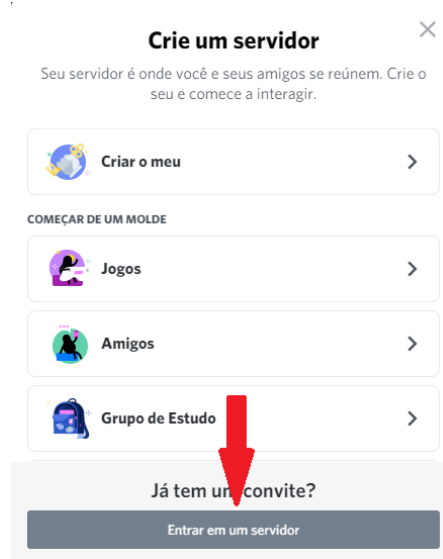 Crie um servidor
Seu servidor é onde você e seus amigos se reúnem. Crie o
seu e comece a interagir.
Criar o meu
COMEÇAR DE UM MOLDE
Jogos
Amigos
Grupo de Estudo
Já tem um convite?
Entrar em um servidor